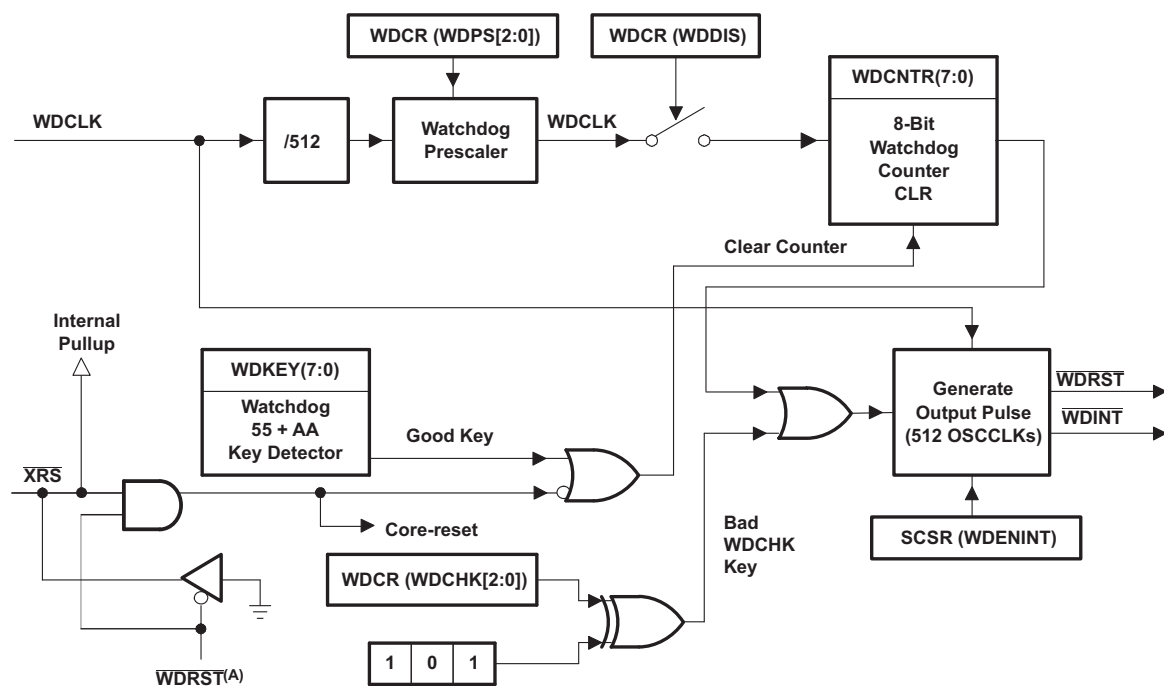 WDCR (WDPS[2:0])
WDCR (WDDIS)
WDCNTR(7:0)
8-Bit
Watchdog
Counter
CLR
WDCLK
/512
Watchdog
Prescaler
WDCLK
Clear Counter
Internal
Pullup
WDKEY(7:0)
Watchdog
55 + AA
Key Detector
Good Key
Generate
Output Pulse
(512 OSCCLKs)
WDRST
WDINT
XRS
Core-reset
Bad
WDCHK
Key
SCSR (WDENINT)
WDCR (WDCHK[2:0])
1 0 1
WDRST(A)